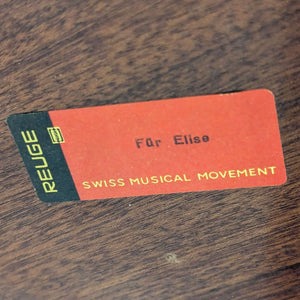 REUGE
Für Elise
SWISS MUSICAL MOVEMENT